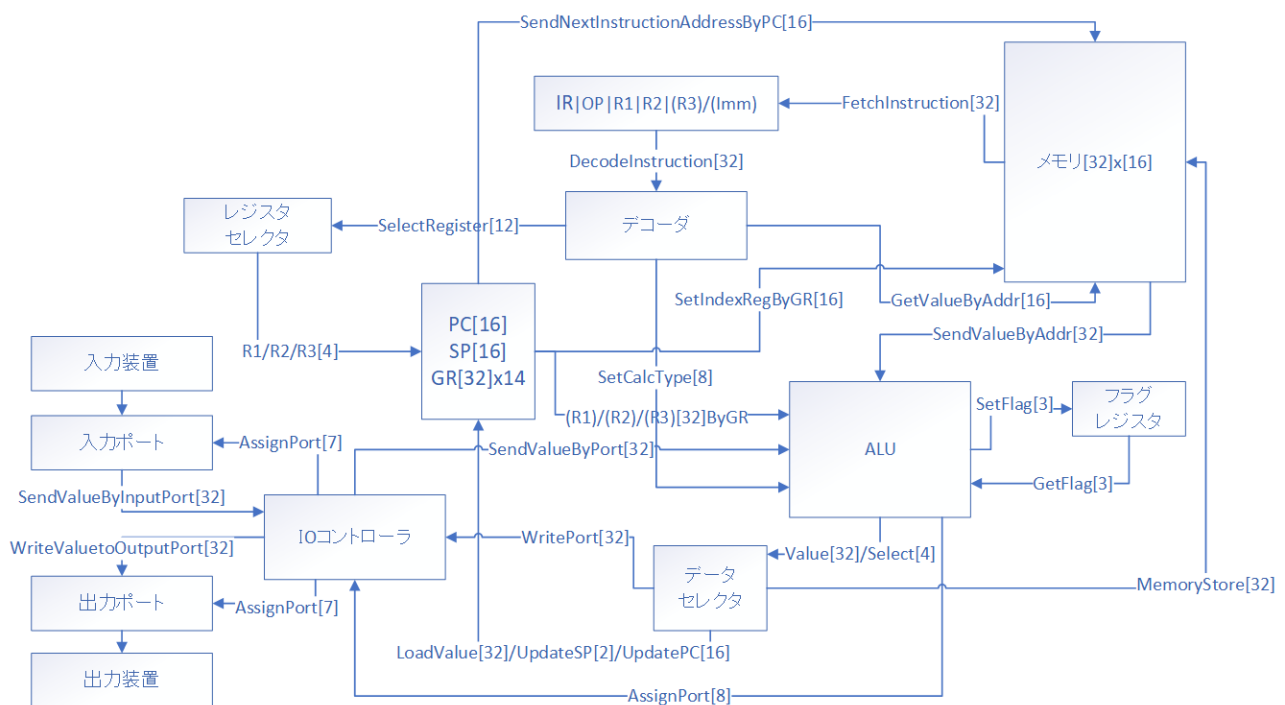 SendNextInstructionAddressByPC[16]
IR|OP|R1|R2|(R3)/(Imm)
FetchInstruction[32]
メモリ[32]x[16]
DecodeInstruction[32]
レジスタ
セレクタ
SelectRegister[12]
デコーダ
SetIndexRegByGR[16]
GetValueByAddr[16]
PC[16]
SP[16]
GR[32]x14
SendValueByAddr[32]
R1/R2/R3[4]
入力装置
SetCalcType[8]
(R1)/(R2)/(R3)[32]ByGR
SetFlag[3]
フラグ
レジスタ
入力ポート
AssignPort[7]
SendValueByPort[32]
ALU
GetFlag[3]
SendValueByInputPort[32]
IOコントローラ
WritePort[32]
Value[32]/Select[4]
WriteValuetoOutputPort[32]
データ
セレクタ
MemoryStore[32]
出力ポート
AssignPort[7]
LoadValue[32]/UpdateSP[2]/UpdatePC[16]
出力装置
AssignPort[8]